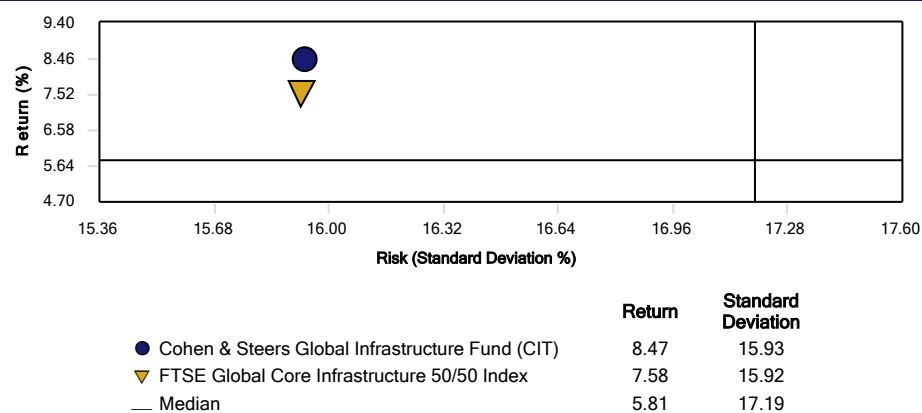 9.40
8.46
7.52
6.58
5.64
4.70
Return (%)
15.36 15.68 16.00 16.32 16.64 16.96 17.28 17.60
Risk (Standard Deviation %)
Return Standard Deviation
Cohen & Steers Global Infrastructure Fund (CIT) 8.47 15.93
FTSE Global Core Infrastructure 50/50 Index 7.58 15.92
Median 5.81 17.19